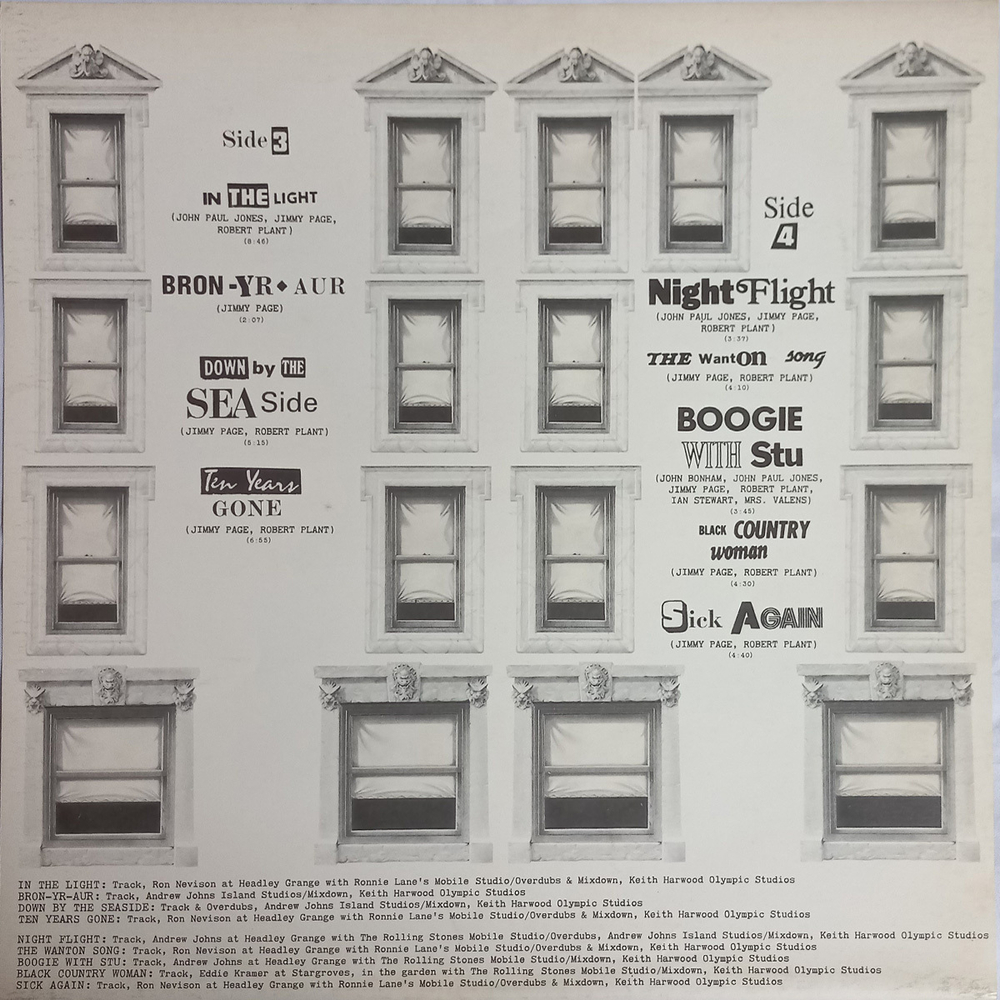 Side 3
IN THE LIGHT
(JOHN PAUL JONES, JIMMY PAGE,
ROBERT PLANT)
(8:46)
BRON-YR◆AUR
(JIMMY PAGE)
(2:07)
DOWN by THE
SEA Side
(JIMMY PAGE, ROBERT PLANT)
(5:15)
Ten Years
GONE
(JIMMY PAGE, ROBERT PLANT)
(6:55)
Side
4
Night Flight
(JOHN PAUL JONES, JIMMY PAGE,
ROBERT PLANT)
(3:37)
THE WantON song
(JIMMY PAGE, ROBERT PLANT)
(4:10)
BOOGIE
WITH Stu
(JOHN BONHAM, JOHN PAUL JONES,
JIMMY PAGE, ROBERT PLANT,
IAN STEWART, MRS. VALENS)
(3:45)
BLACK COUNTRY
woman
(JIMMY PAGE, ROBERT PLANT)
(4:30)
Sick AGAIN
(JIMMY PAGE, ROBERT PLANT)
(4:40)
IN THE LIGHT: Track, Ron Nevison at Headley Grange with Ronnie Lane's Mobile Studio/Overdubs & Mixdown, Keith Harwood Olympic Studios
BRON-YR-AUR: Track, Andrew Johns Island Studios/Mixdown, Keith Harwood Olympic Studios
DOWN BY THE SEASIDE: Track & Overdubs, Andrew Johns Island Studios/Mixdown, Keith Harwood Olympic Studios
TEN YEARS GONE: Track, Ron Nevison at Headley Grange with Ronnie Lane's Mobile Studio/Overdubs & Mixdown, Keith Harwood Olympic Studios
NIGHT FLIGHT: Track, Andrew Johns at Headley Grange with The Rolling Stones Mobile Studio/Overdubs, Andrew Johns Island Studios/Mixdown, Keith Harwood Olympic Studios
THE WANTON SONG: Track, Ron Nevison at Headley Grange with Ronnie Lane's Mobile Studio/Overdubs & Mixdown, Keith Harwood Olympic Studios
BOOGIE WITH STU: Track, Andrew Johns at Headley Grange with The Rolling Stones Mobile Studio/Mixdown, Keith Harwood Olympic Studios
BLACK COUNTRY WOMAN: Track, Eddie Kramer at Stargroves, in the garden with The Rolling Stones Mobile Studio/Mixdown, Keith Harwood Olympic Studios
SICK AGAIN: Track, Ron Nevison at Headley Grange with Ronnie Lane's Mobile Studio/Overdubs & Mixdown, Keith Harwood Olympic Studios